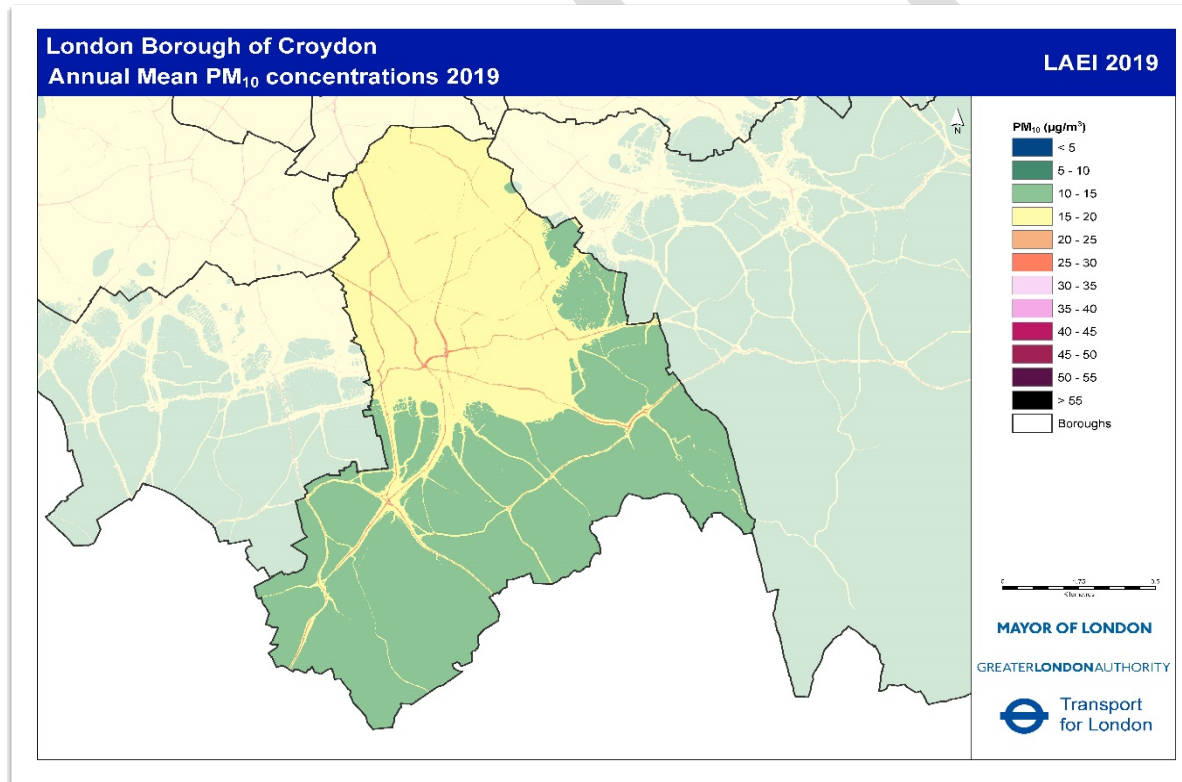 London Borough of Croydon
Annual Mean PM₁₀ concentrations 2019
LAEI 2019
N
PM₁₀ (µg/m³)
< 5
5 - 10
10 - 15
15 - 20
20 - 25
25 - 30
30 - 35
35 - 40
40 - 45
45 - 50
50 - 55
> 55
Boroughs
0 1.75 3.5
Kilometres
MAYOR OF LONDON
GREATERLONDONAUTHORITY
Transport
for London